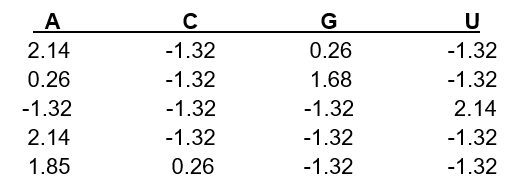 A C G U
2.14 -1.32 0.26 -1.32
0.26 -1.32 1.68 -1.32
-1.32 -1.32 -1.32 2.14
2.14 -1.32 -1.32 -1.32
1.85 0.26 -1.32 -1.32